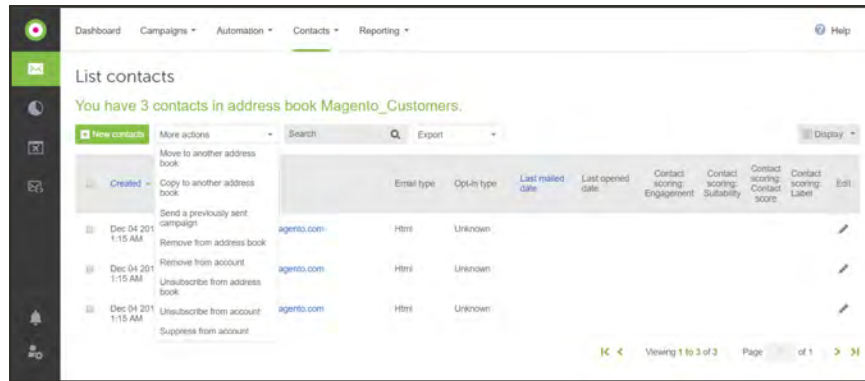 Dashboard Campaigns Automation Contacts Reporting Help
List contacts
You have 3 contacts in address book Magento_Customers.
New contacts More actions Search Export Display
Move to another address
book
Copy to another address
book
Send a previously sent
campaign
Remove from address book
Remove from account
Unsubscribe from address
book
Unsubscribe from account
Suppress from account
Created Email type Opt-in type Last mailed date Last opened date Contact scoring: Engagement Contact scoring: Suitability Contact scoring: Contact score Contact scoring: Label Edit
Dec 04 201 agento.com Html Unknown
1:15 AM
Dec 04 201 agento.com Html Unknown
1:15 AM
Dec 04 201 agento.com Html Unknown
1:15 AM
Viewing 1 to 3 of 3 Page of 1